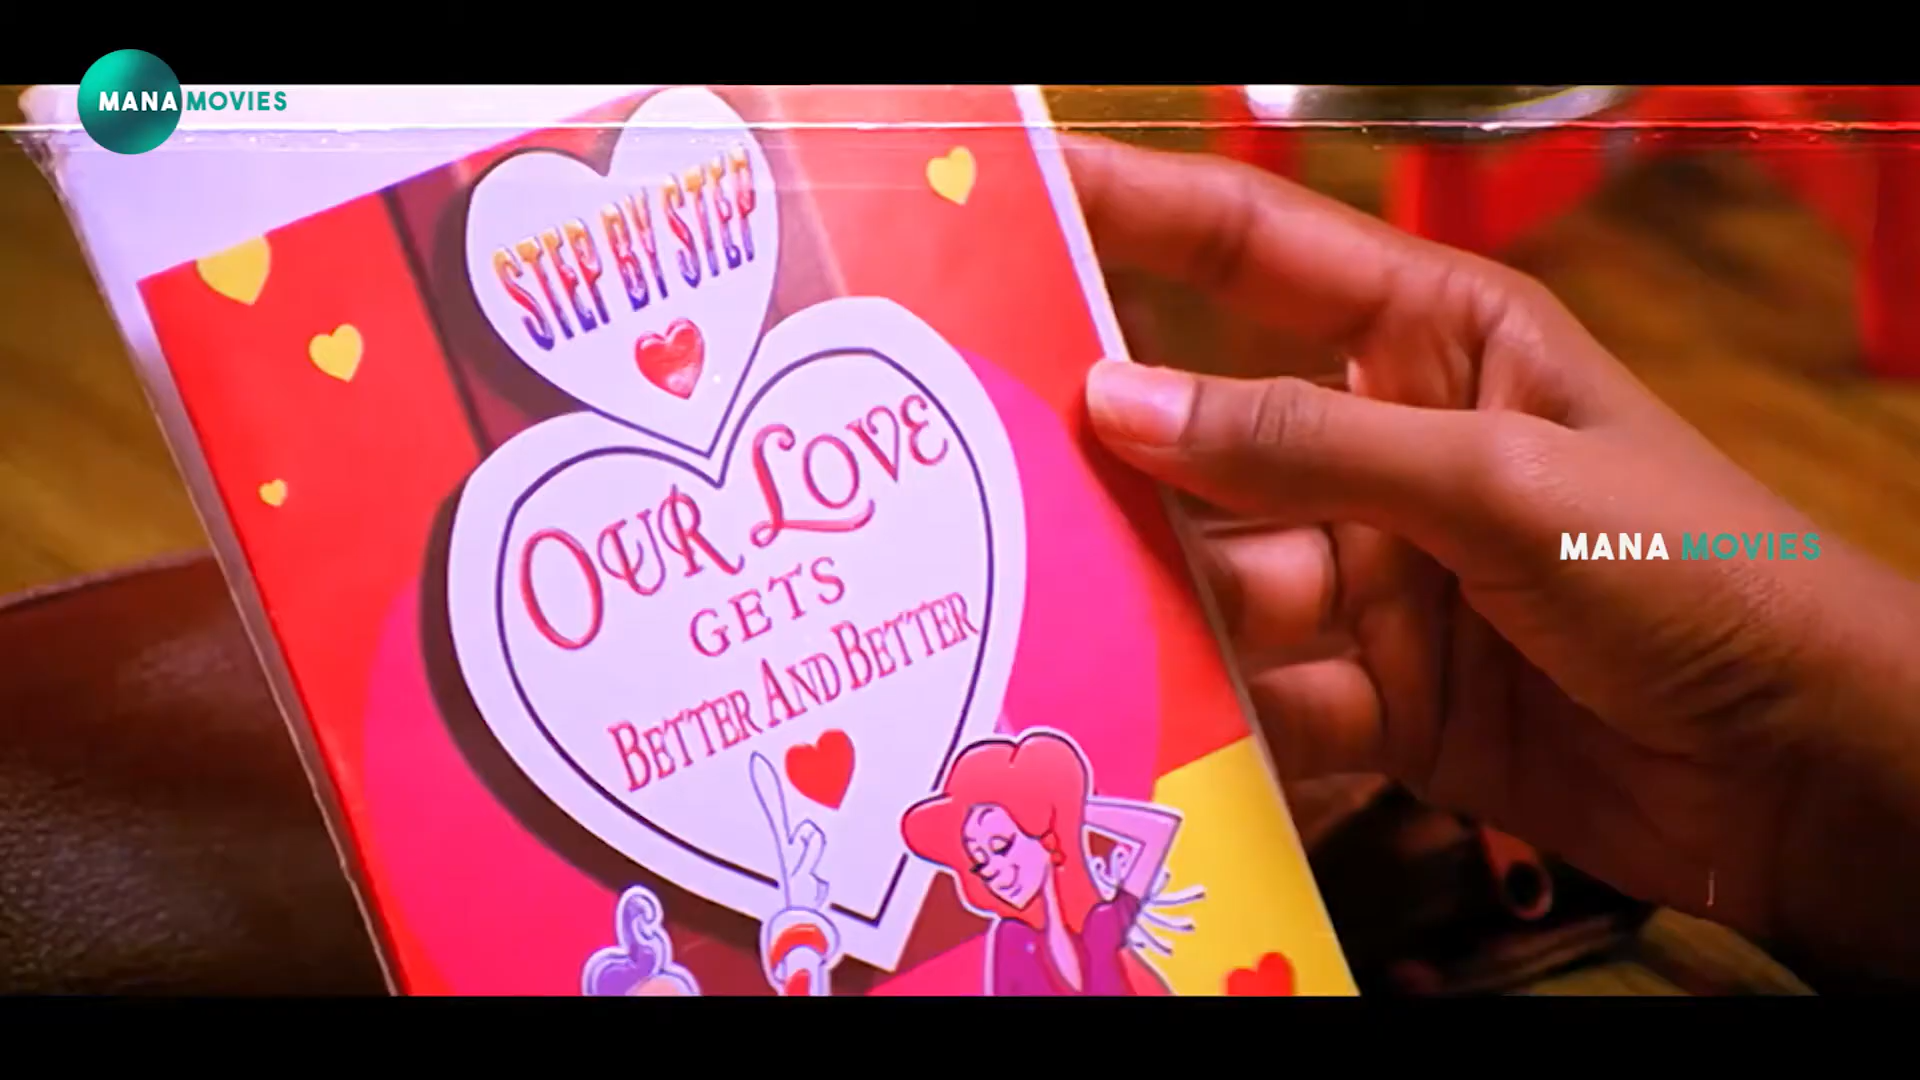 MANA MOVIES
STEP BY STEP
OUR LOVE
GETS
BETTER AND BETTER
MANA MOVIES